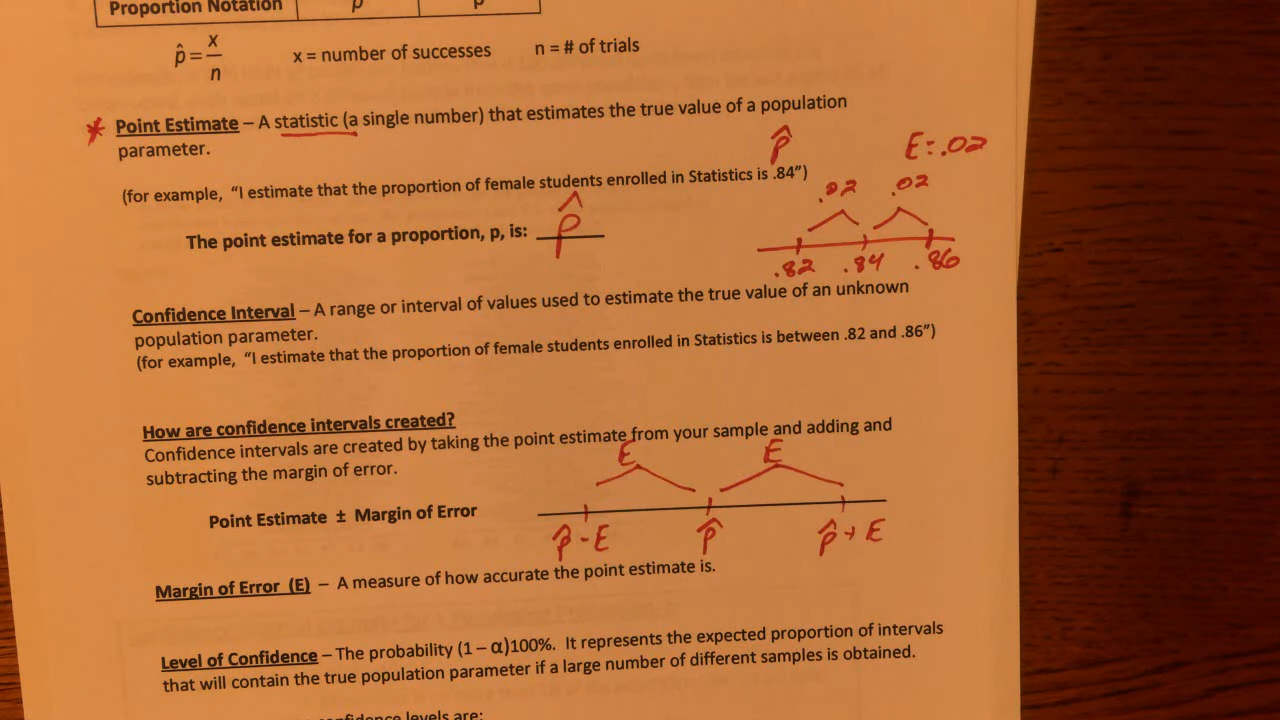 Proportion Notation p̂ p
p̂ = x/n x = number of successes n = # of trials
* Point Estimate – A statistic (a single number) that estimates the true value of a population
parameter.
p̂ E = .02
(for example, "I estimate that the proportion of female students enrolled in Statistics is .84")
.02 .02
The point estimate for a proportion, p, is: p̂
.82 .84 .86
Confidence Interval – A range or interval of values used to estimate the true value of an unknown
population parameter.
(for example, "I estimate that the proportion of female students enrolled in Statistics is between .82 and .86")
How are confidence intervals created?
Confidence intervals are created by taking the point estimate from your sample and adding and
subtracting the margin of error.
E E
Point Estimate ± Margin of Error
p̂ - E p̂ p̂ + E
Margin of Error (E) – A measure of how accurate the point estimate is.
Level of Confidence – The probability (1 – α)100%. It represents the expected proportion of intervals
that will contain the true population parameter if a large number of different samples is obtained.
confidence levels are: